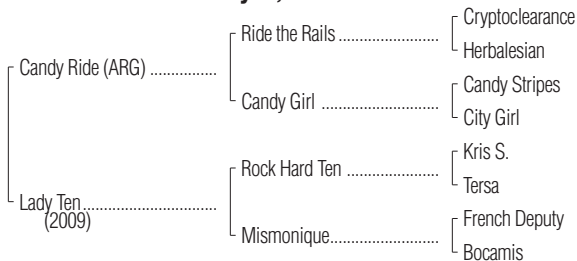 Cryptoclearance
Ride the Rails
Herbalesian
Candy Ride (ARG)
Candy Stripes
Candy Girl
City Girl
Kris S.
Rock Hard Ten
Tersa
Lady Ten
(2009)
French Deputy
Mismonique
Bocamis